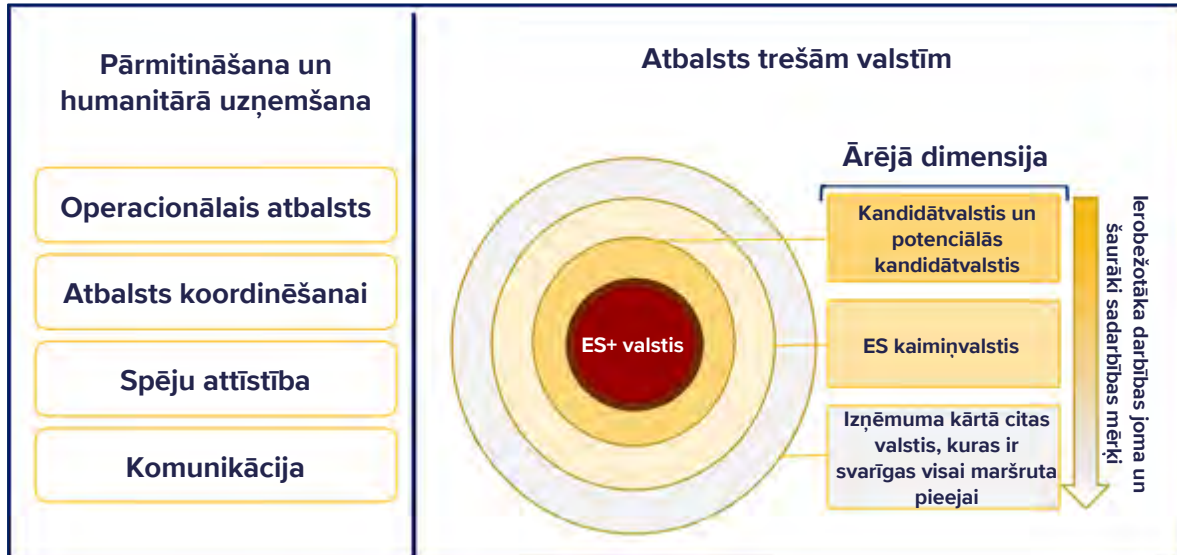 Pārmitināšana un
humanitārā uzņemšana
Operacionālais atbalsts
Atbalsts koordinēšanai
Spēju attīstība
Komunikācija
Atbalsts trešām valstīm
ES+ valstis
Ārējā dimensija
Kandidātvalstis un
potenciālās
kandidātvalstis
ES kaimiņvalstis
Izņēmuma kārtā citas
valstis, kuras ir
svarīgas visai maršruta
pieejai
Ierobežotāka darbības joma un
šaurāki sadarbības mērķi